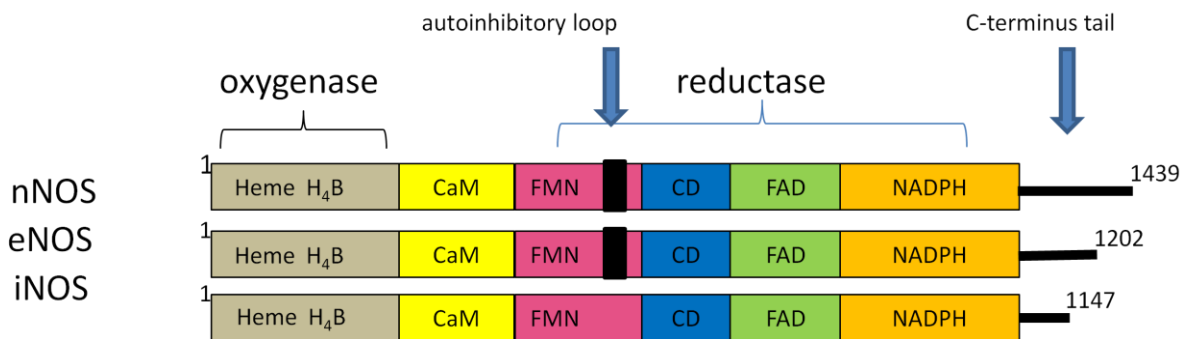 autoinhibitory loop
C-terminus tail
oxygenase
reductase
nNOS
1
Heme H₄B
CaM
FMN
CD
FAD
NADPH
1439
eNOS
1
Heme H₄B
CaM
FMN
CD
FAD
NADPH
1202
iNOS
1
Heme H₄B
CaM
FMN
CD
FAD
NADPH
1147